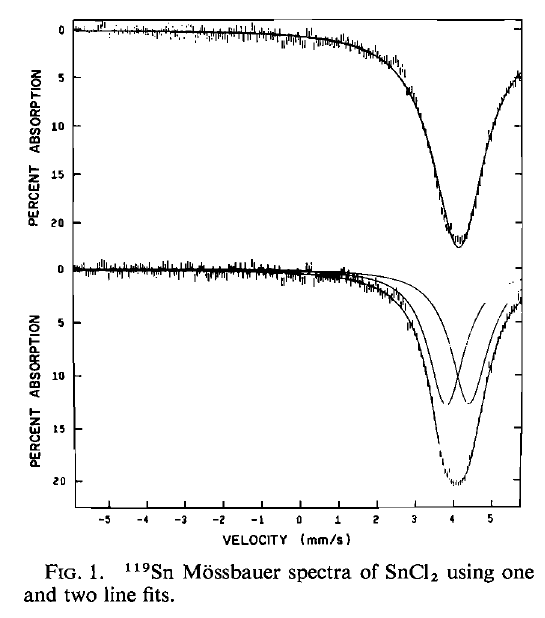 0
5
10
15
20
PERCENT ABSORPTION
0
5
10
15
20
PERCENT ABSORPTION
-5 -4 -3 -2 -1 0 1 2 3 4 5
VELOCITY (mm/s)
FIG. 1. ¹¹⁹Sn Mössbauer spectra of SnCl₂ using one
and two line fits.